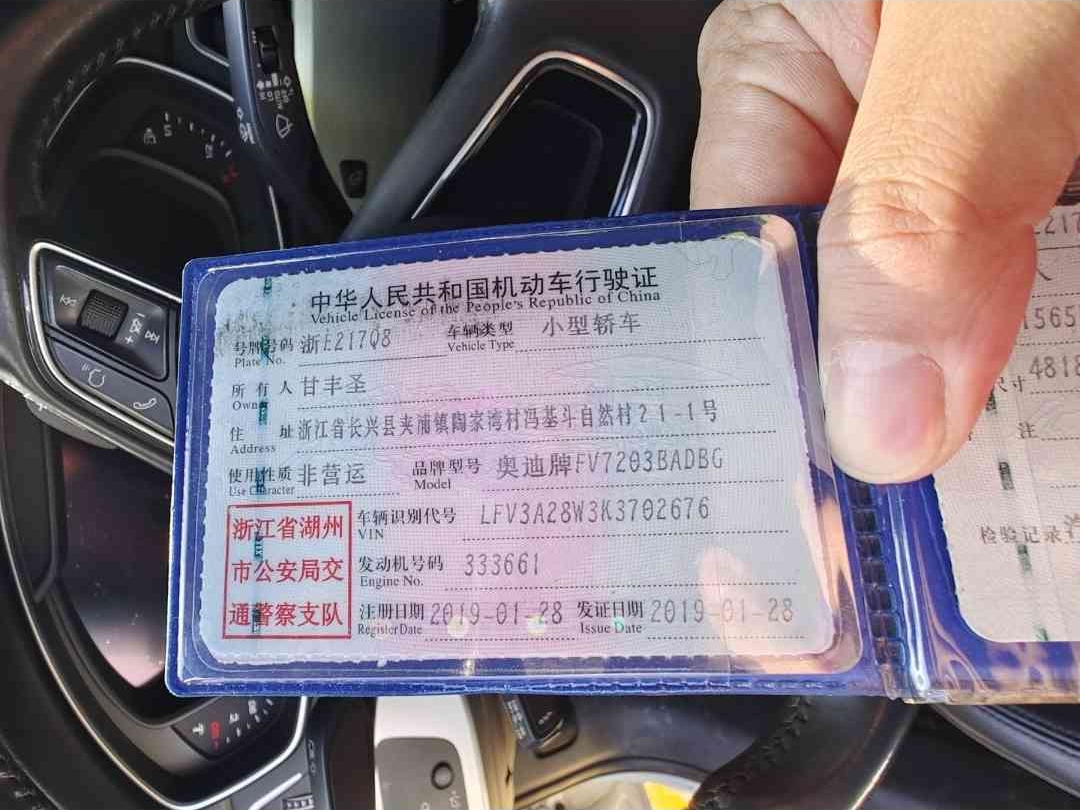 中华人民共和国机动车行驶证
Vehicle License of the People's Republic of China
号牌号码 浙E217Q8 车辆类型 小型轿车
Plate No. Vehicle Type
所有人 甘丰圣
Owner
住址 浙江省长兴县夹浦镇陶家湾村冯基斗自然村21-1号
Address
使用性质 非营运 品牌型号 奥迪牌FV7203BADBG
Use Character Model
浙江省湖州
市公安局交
通警察支队
车辆识别代号 LFV3A28W3K3702676
VIN
发动机号码 333661
Engine No.
注册日期 2019-01-28 发证日期 2019-01-28
Register Date Issue Date
人
1565
尺寸 4818
注
检验记录